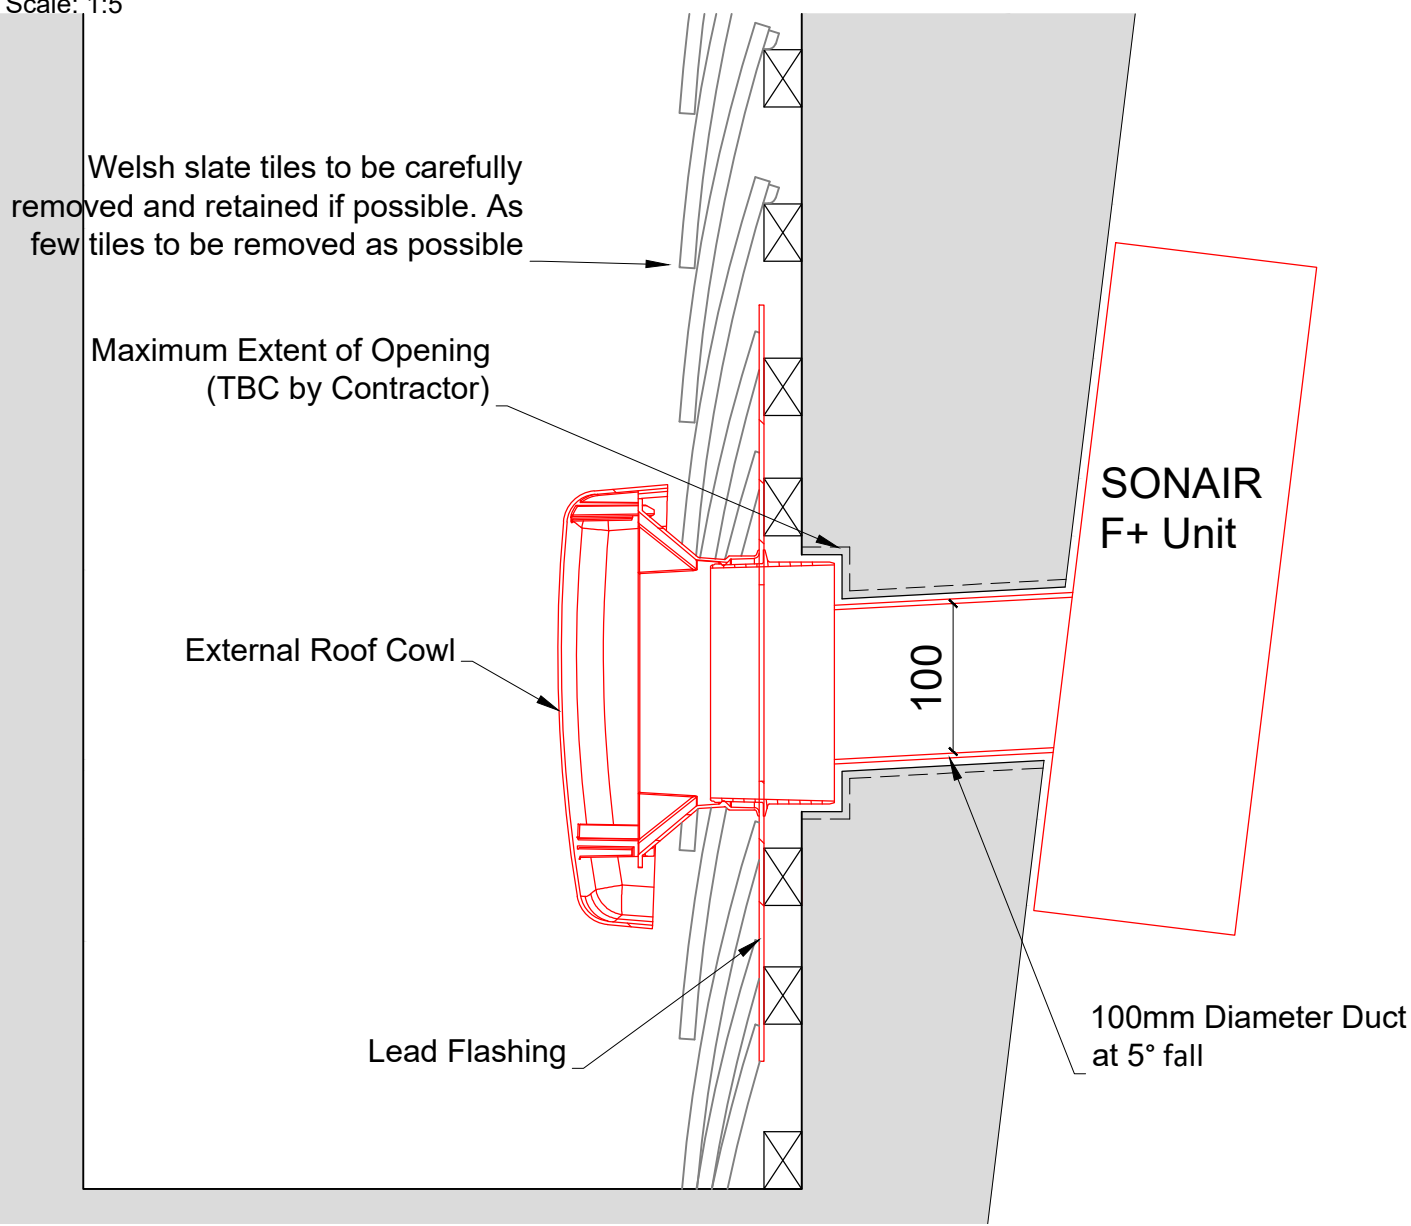 Scale: 1:5
Welsh slate tiles to be carefully
removed and retained if possible. As
few tiles to be removed as possible
Maximum Extent of Opening
(TBC by Contractor)
SONAIR
F+ Unit
External Roof Cowl
100
Lead Flashing
100mm Diameter Duct
at 5° fall